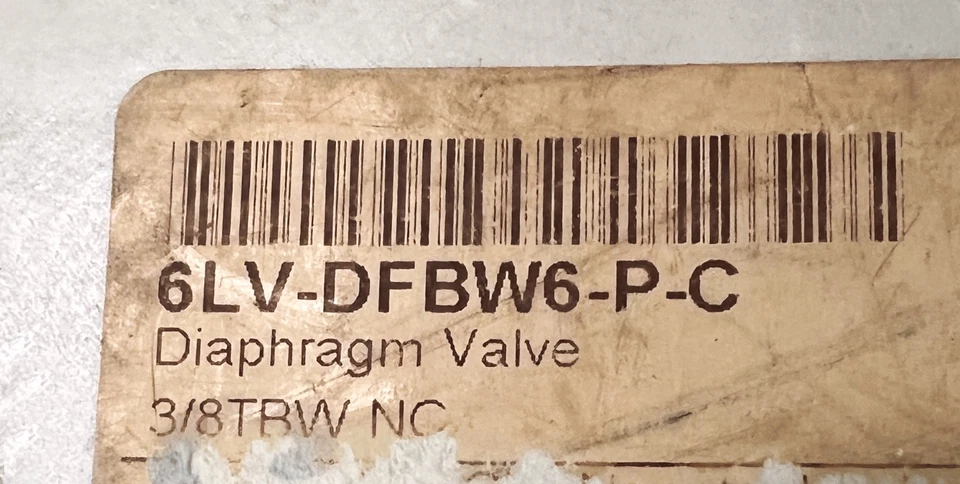 6LV-DFBW6-P-C
Diaphragm Valve
3/8TBW NC